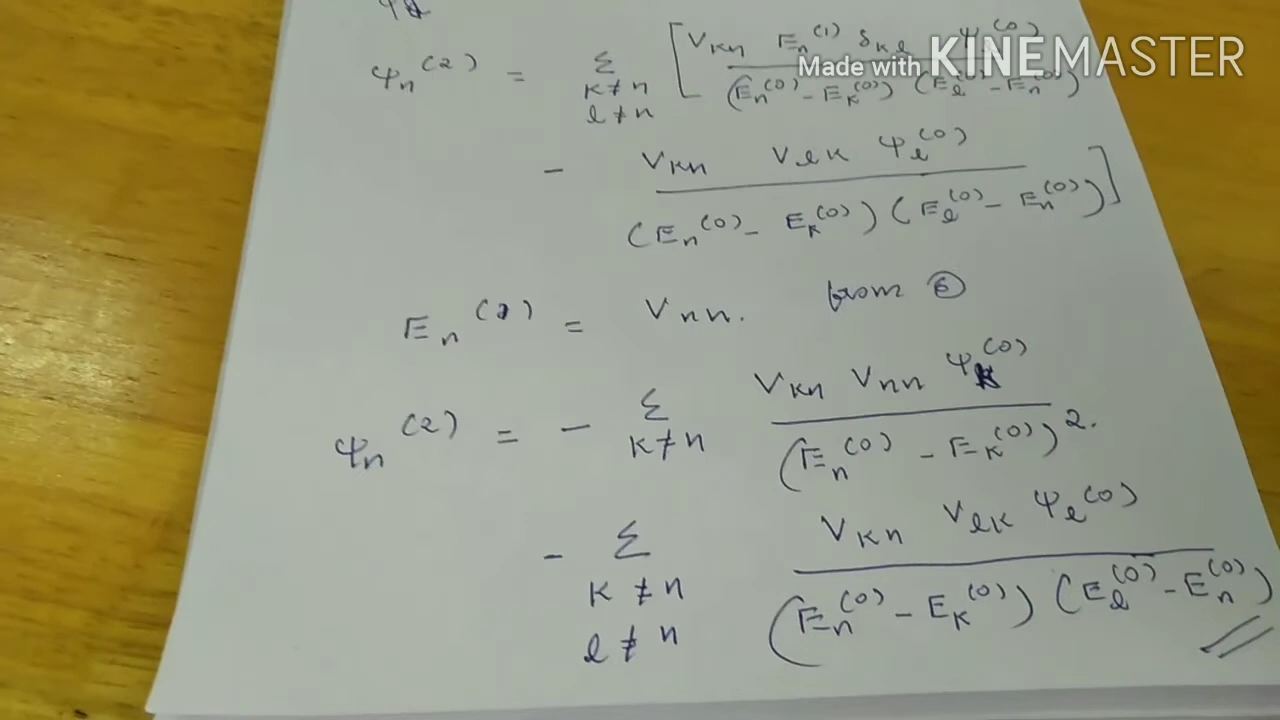 ψn^(2) = Σ k≠n l≠n [ Vkn En^(1) δkl ψ^(0) / (En^(0) - Ek^(0)) (El^(0) - En^(0))
Made with KINEMASTER
- Vkn Vlk ψl^(0) / (En^(0) - Ek^(0)) (El^(0) - En^(0)) ]
En^(1) = Vnn. from ⑥
ψn^(2) = - Σ k≠n Vkn Vnn ψk^(0) / (En^(0) - Ek^(0))^2.
- Σ k≠n l≠n Vkn Vlk ψl^(0) / (En^(0) - Ek^(0)) (El^(0) - En^(0))